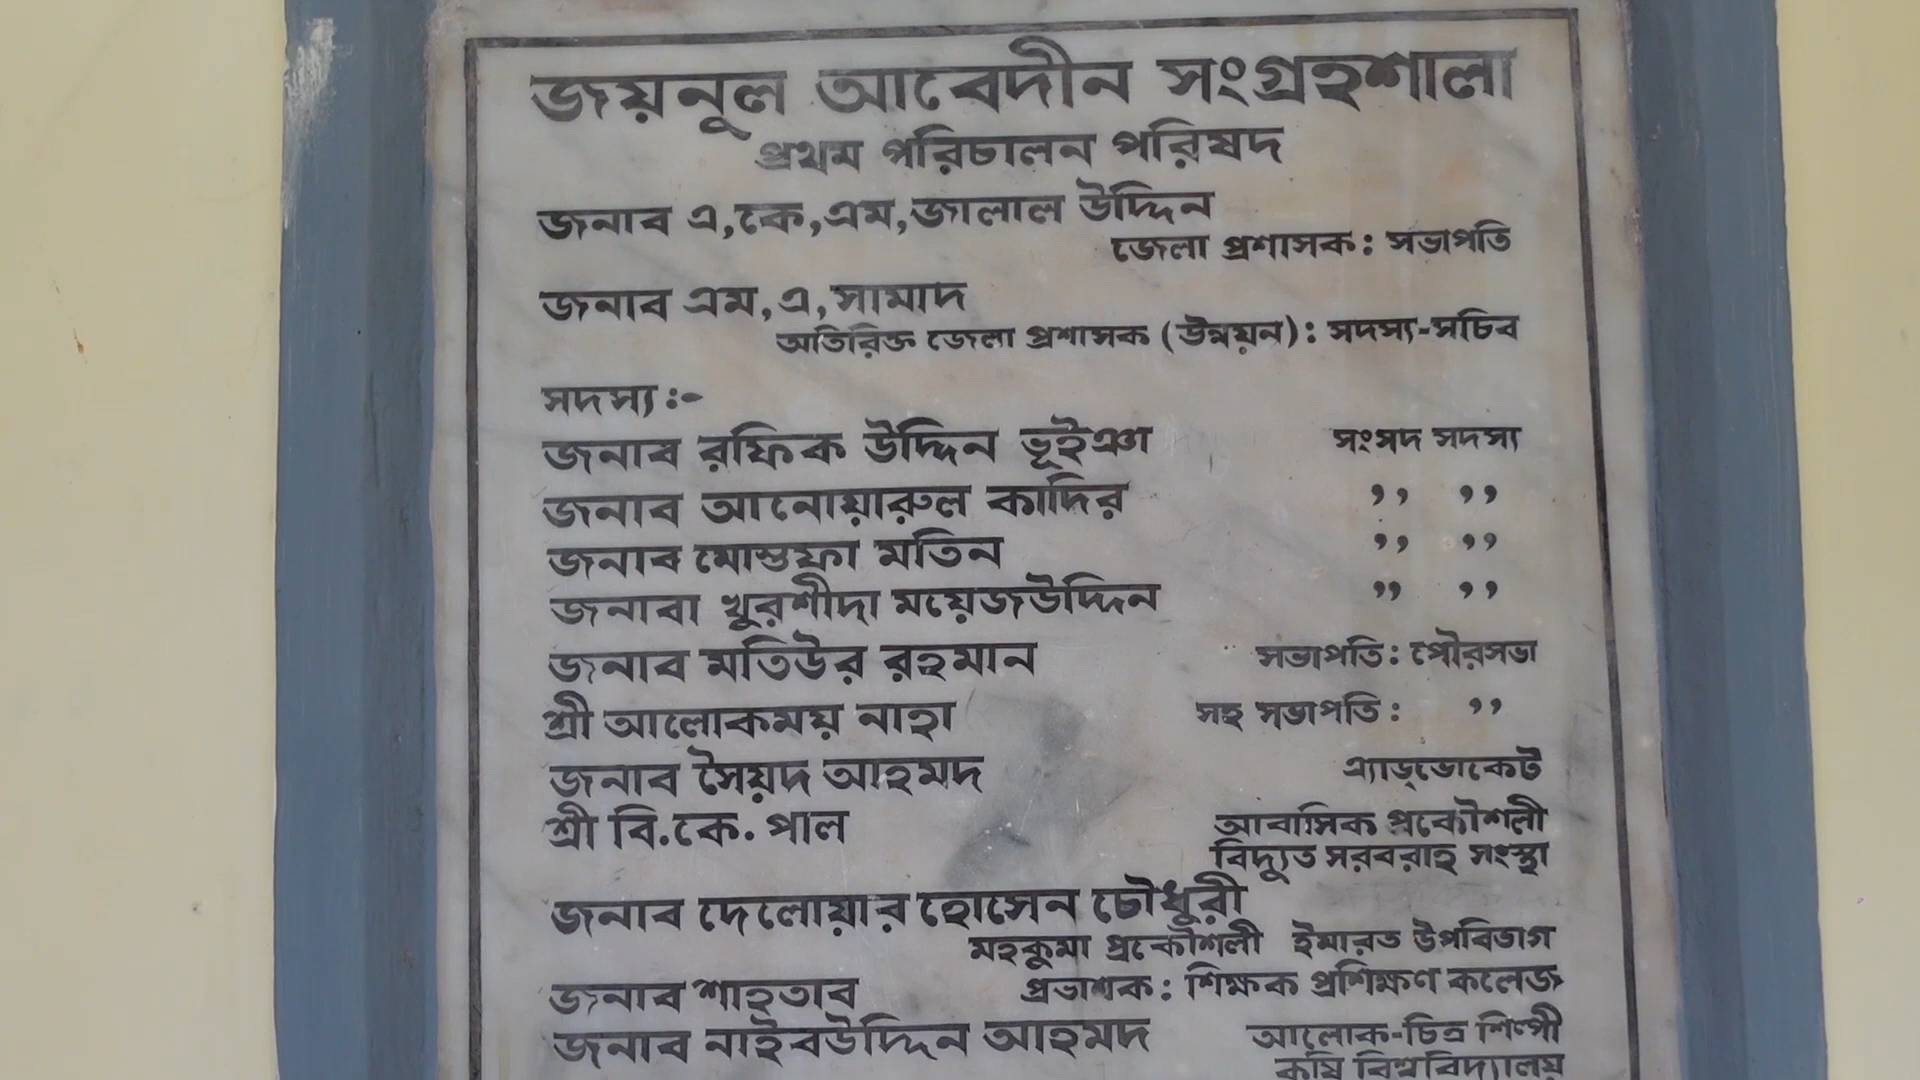 জয়নুল আবেদীন সংগ্রহশালা
প্রথম পরিচালন পরিষদ
জনাব এ,কে,এম,জালাল উদ্দিন
জেলা প্রশাসক: সভাপতি
জনাব এম,এ,সামাদ
অতিরিক্ত জেলা প্রশাসক (উন্নয়ন): সদস্য-সচিব
সদস্য :-
জনাব রফিক উদ্দিন ভূইঞা সংসদ সদস্য
জনাব আনোয়ারুল কাদির ,, ,,
জনাব মোস্তফা মতিন ,, ,,
জনাবা খুরশীদা ময়েজউদ্দিন ,, ,,
জনাব মতিউর রহমান সভাপতি: পৌরসভা
শ্রী আলোকময় নাহা সহ সভাপতি: ,,
জনাব সৈয়দ আহমদ এ্যাড্‌ভোকেট
শ্রী বি.কে. পাল আবাসিক প্রকৌশলী
বিদ্যুত সরবরাহ সংস্থা
জনাব দেলোয়ার হোসেন চৌধুরী
মহকুমা প্রকৌশলী ইমারত উপবিভাগ
জনাব শাহতাব প্রভাষক: শিক্ষক প্রশিক্ষণ কলেজ
জনাব নাইবউদ্দিন আহমদ আলোক-চিত্র শিল্পী
কৃষি বিশ্ববিদ্যালয়